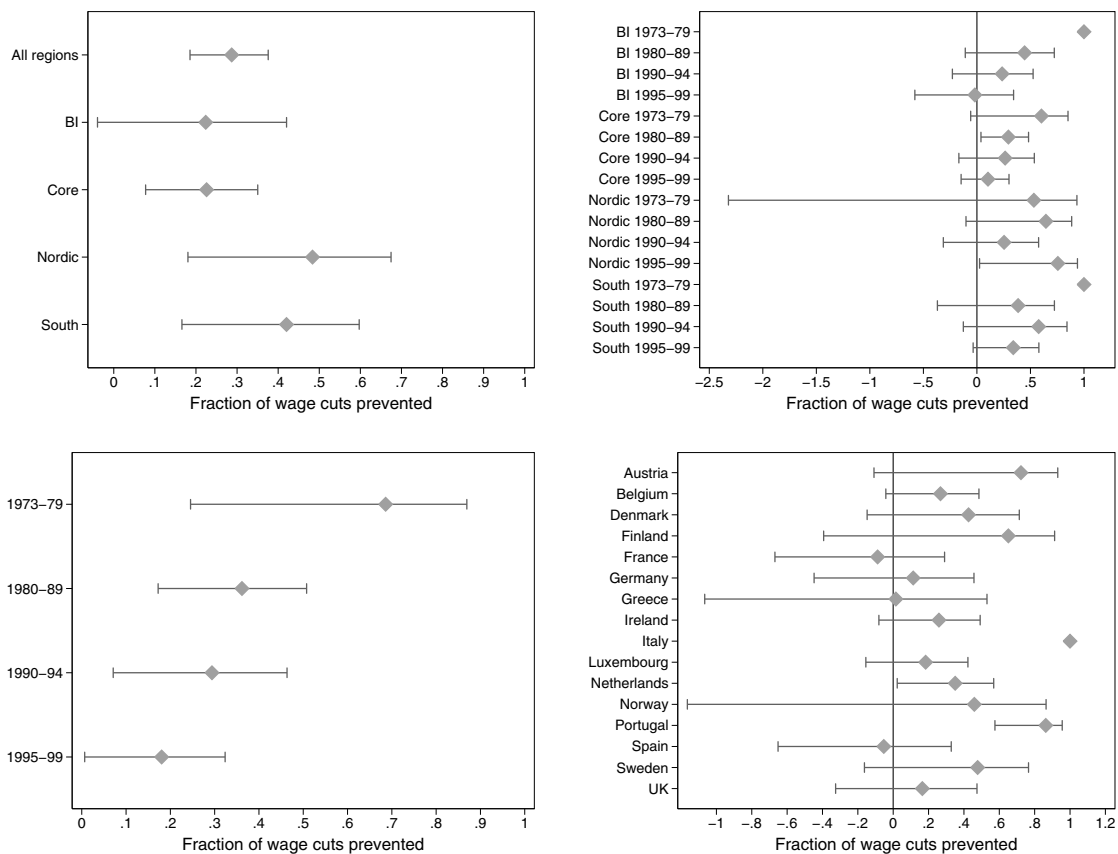 All regions
BI
Core
Nordic
South
0 .1 .2 .3 .4 .5 .6 .7 .8 .9 1
Fraction of wage cuts prevented
BI 1973–79
BI 1980–89
BI 1990–94
BI 1995–99
Core 1973–79
Core 1980–89
Core 1990–94
Core 1995–99
Nordic 1973–79
Nordic 1980–89
Nordic 1990–94
Nordic 1995–99
South 1973–79
South 1980–89
South 1990–94
South 1995–99
–2.5 –2 –1.5 –1 –.5 0 .5 1
Fraction of wage cuts prevented
1973–79
1980–89
1990–94
1995–99
0 .1 .2 .3 .4 .5 .6 .7 .8 .9 1
Fraction of wage cuts prevented
Austria
Belgium
Denmark
Finland
France
Germany
Greece
Ireland
Italy
Luxembourg
Netherlands
Norway
Portugal
Spain
Sweden
UK
–1 –.8 –.6 –.4 –.2 0 .2 .4 .6 .8 1 1.2
Fraction of wage cuts prevented